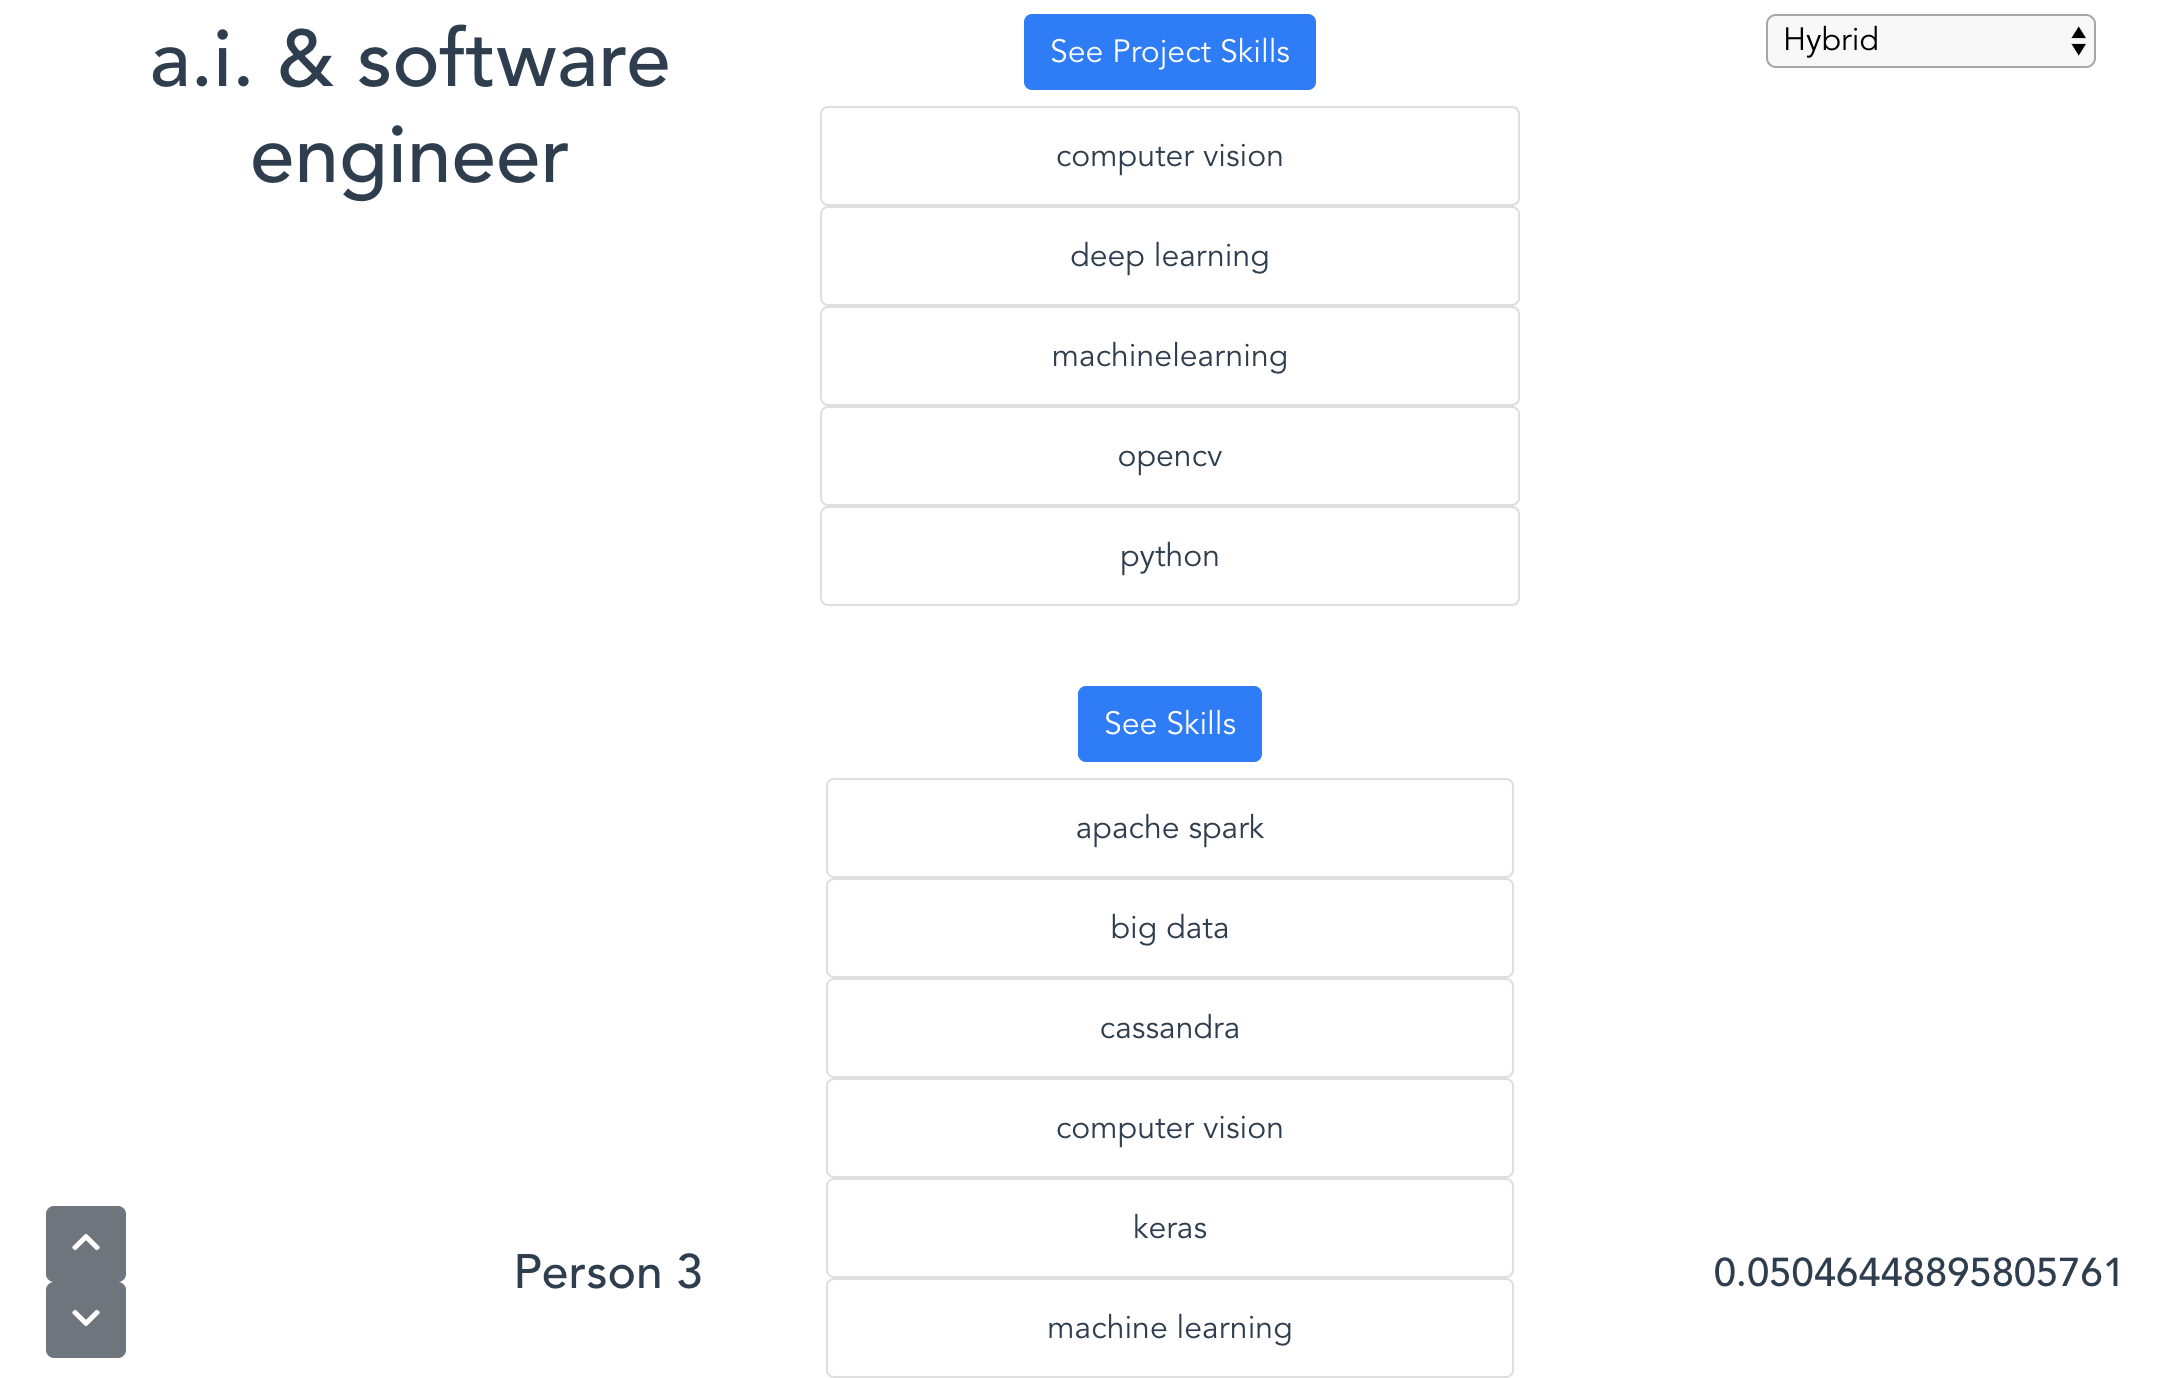 a.i. & software
engineer
See Project Skills
Hybrid
computer vision
deep learning
machinelearning
opencv
python
See Skills
apache spark
big data
cassandra
computer vision
keras
machine learning
Person 3
0.05046448895805761